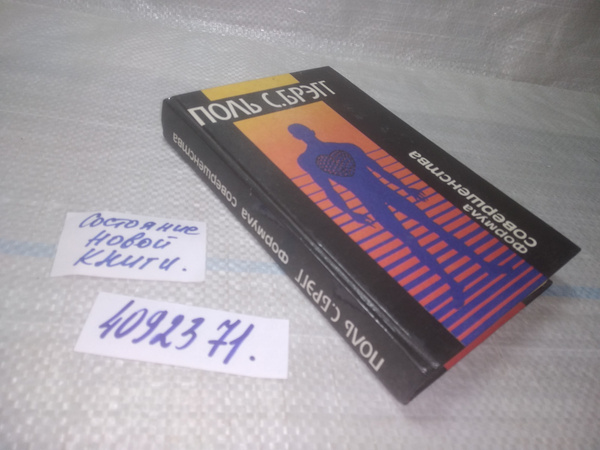 ПОЛЬ С.БРЭГГ
Формула
совершенства
ПОЛЬ С.БРЭГГ Формула совершенства
Состояние
новой
книги.
4092371.